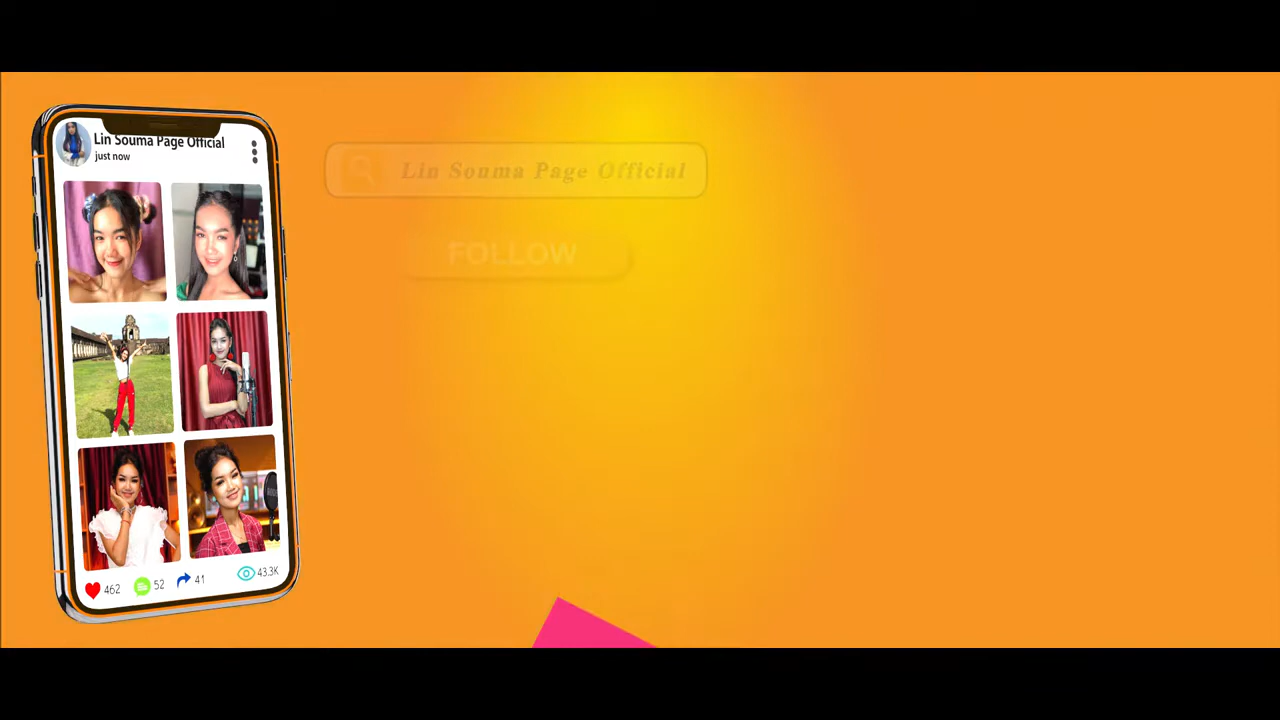 Lin Souma Page Official
just now
462
52
41
43.3K
Lin Souma Page Official
FOLLOW